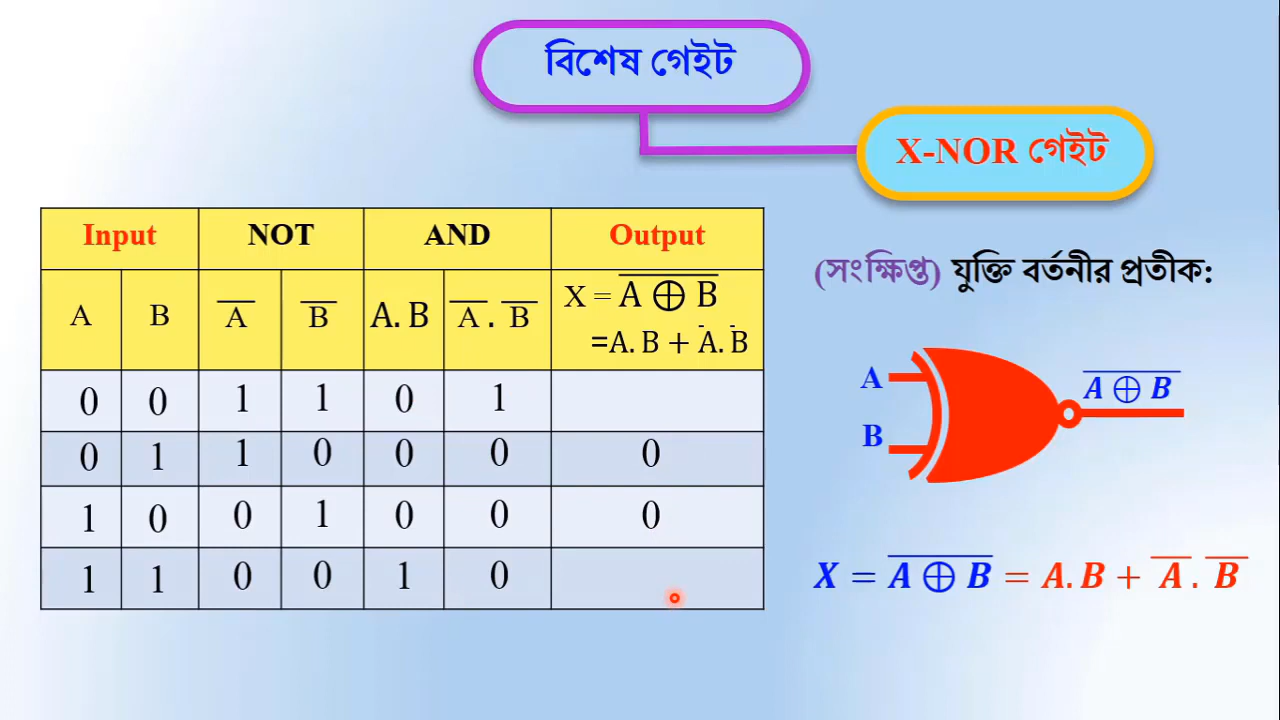 বিশেষ গেইট
X-NOR গেইট
Input NOT AND Output
A B A̅ B̅ A.B A̅ . B̅ X = A̅ ̅⊕̅ ̅B̅
=A.B + A̅.B̅
0 0 1 1 0 1
0 1 1 0 0 0 0
1 0 0 1 0 0 0
1 1 0 0 1 0
(সংক্ষিপ্ত) যুক্তি বর্তনীর প্রতীক:
A
B
A̅ ̅⊕̅ ̅B̅
X = A̅ ̅⊕̅ ̅B̅ = A.B + A̅ . B̅